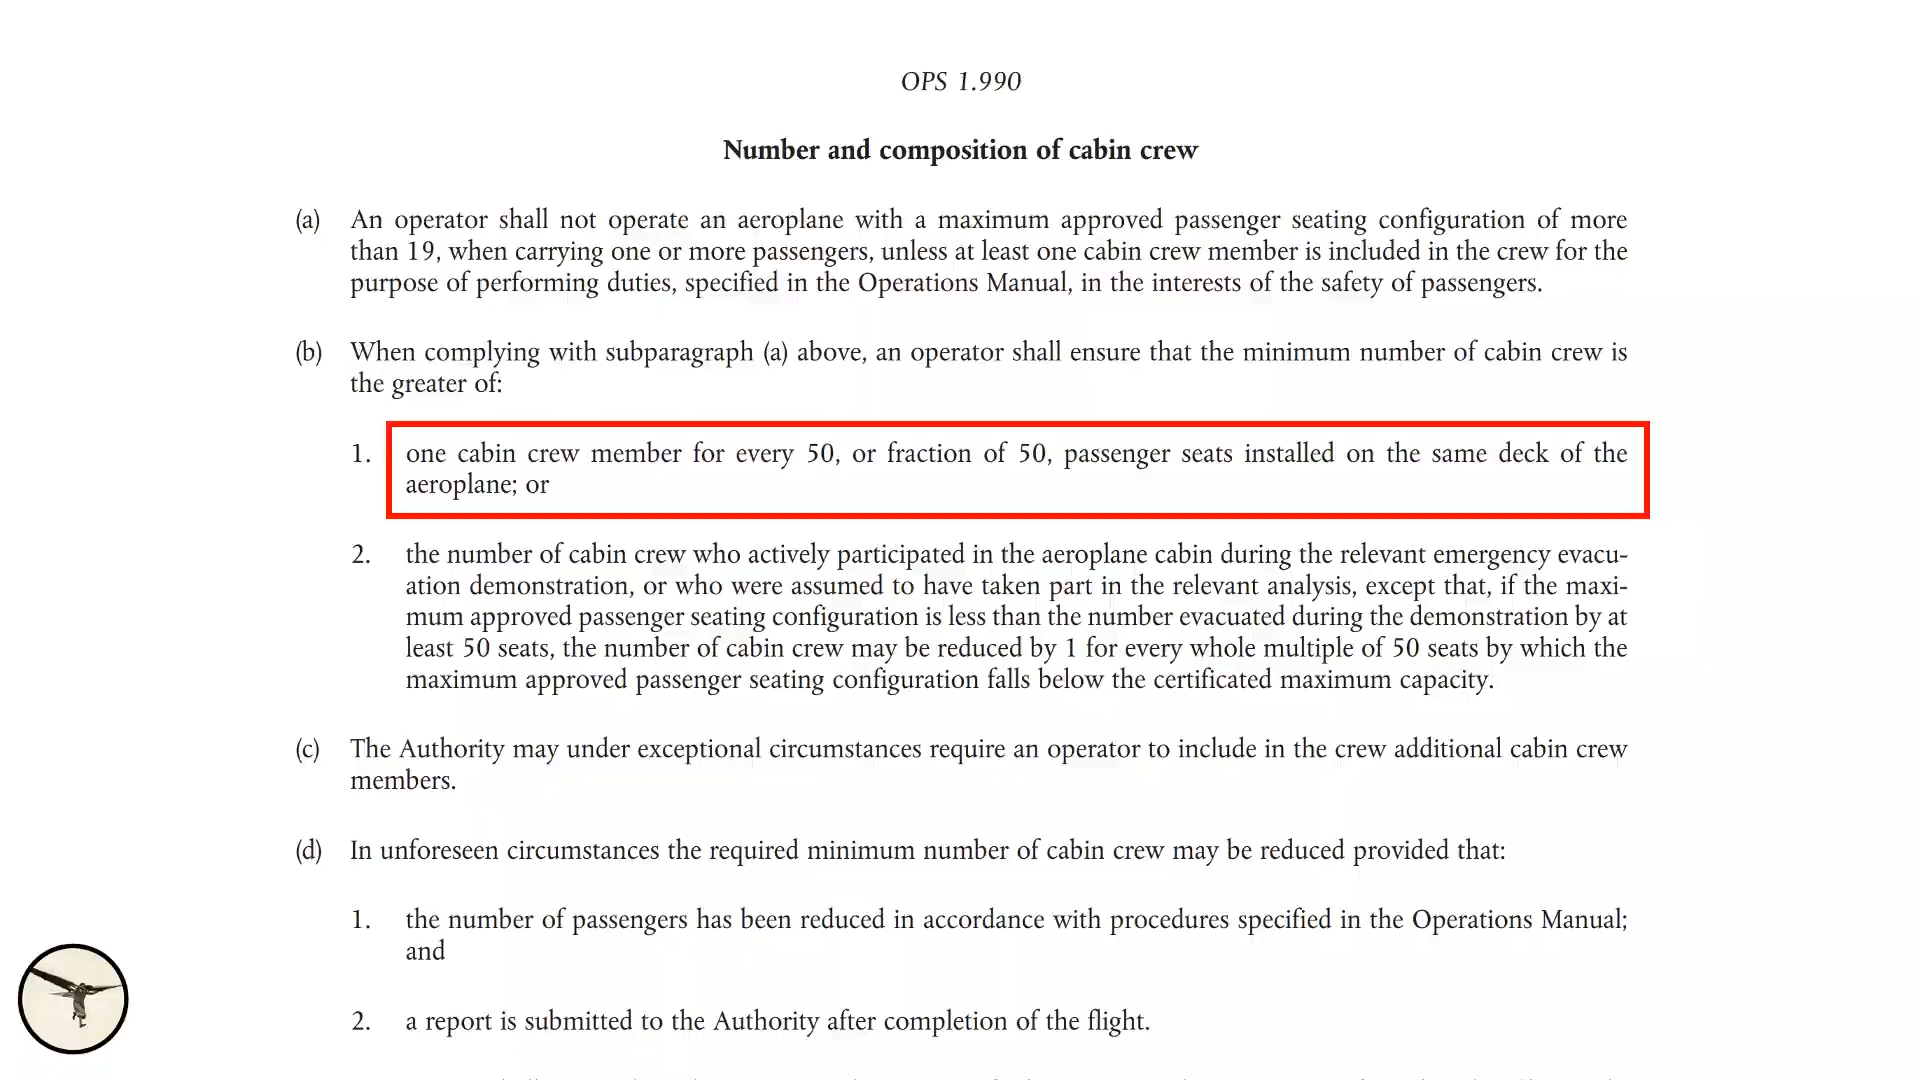 OPS 1.990
Number and composition of cabin crew
(a) An operator shall not operate an aeroplane with a maximum approved passenger seating configuration of more
than 19, when carrying one or more passengers, unless at least one cabin crew member is included in the crew for the
purpose of performing duties, specified in the Operations Manual, in the interests of the safety of passengers.
(b) When complying with subparagraph (a) above, an operator shall ensure that the minimum number of cabin crew is
the greater of:
1. one cabin crew member for every 50, or fraction of 50, passenger seats installed on the same deck of the
aeroplane; or
2. the number of cabin crew who actively participated in the aeroplane cabin during the relevant emergency evacu-
ation demonstration, or who were assumed to have taken part in the relevant analysis, except that, if the maxi-
mum approved passenger seating configuration is less than the number evacuated during the demonstration by at
least 50 seats, the number of cabin crew may be reduced by 1 for every whole multiple of 50 seats by which the
maximum approved passenger seating configuration falls below the certificated maximum capacity.
(c) The Authority may under exceptional circumstances require an operator to include in the crew additional cabin crew
members.
(d) In unforeseen circumstances the required minimum number of cabin crew may be reduced provided that:
1. the number of passengers has been reduced in accordance with procedures specified in the Operations Manual;
and
2. a report is submitted to the Authority after completion of the flight.